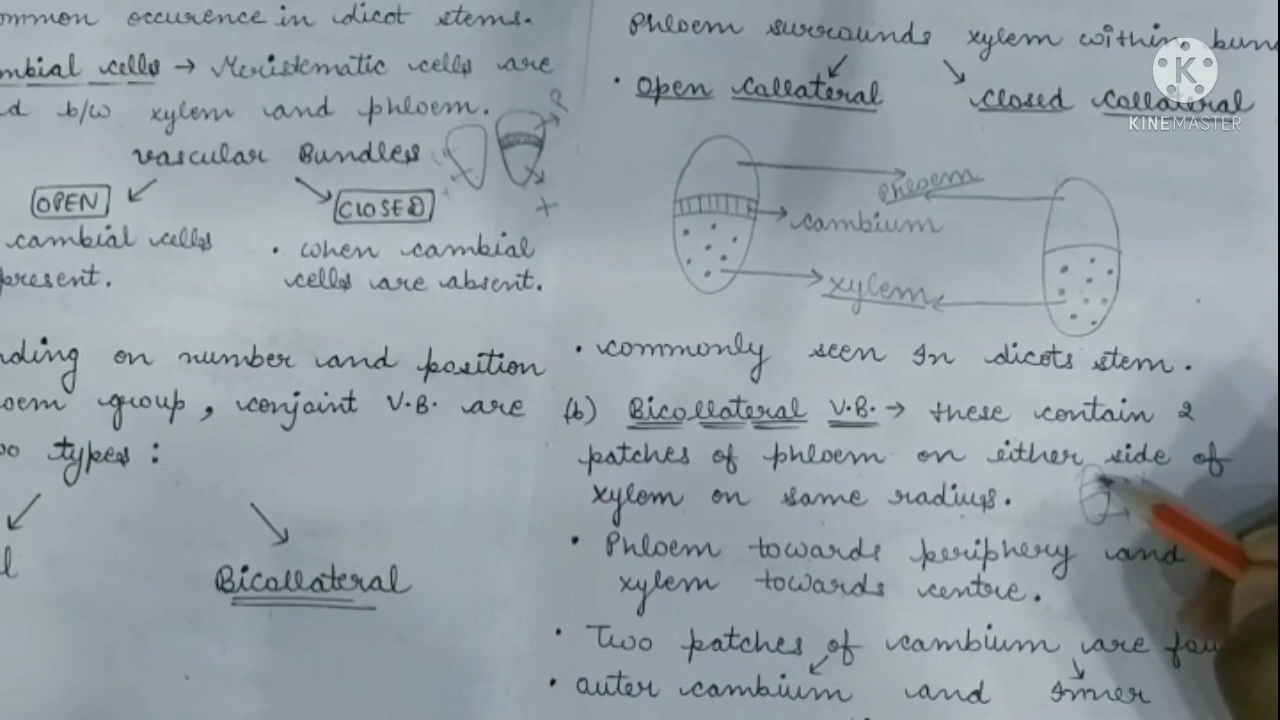 ommon occurence in dicot stems.
mbial cells → Meristematic cells are
d b/w xylem and phloem.
vascular Bundles
P
+
OPEN
CLOSED
cambial cells
present.
• when cambial
cells are absent.
nding on number and position
oem group, conjoint V.B. are
wo types :
l
Bicollateral
Phloem surrounds xylem within bun
• Open Collateral
Closed Collateral
K
KINEMASTER
Phloem
cambium
xylem
• commonly seen In dicots stem.
(b) Bicollateral V.B. → these contain 2
patches of phloem on either side of
xylem on same radius.
• Phloem towards periphery and
xylem towards centre.
• Two patches of cambium are fou
• auter cambium and Inner